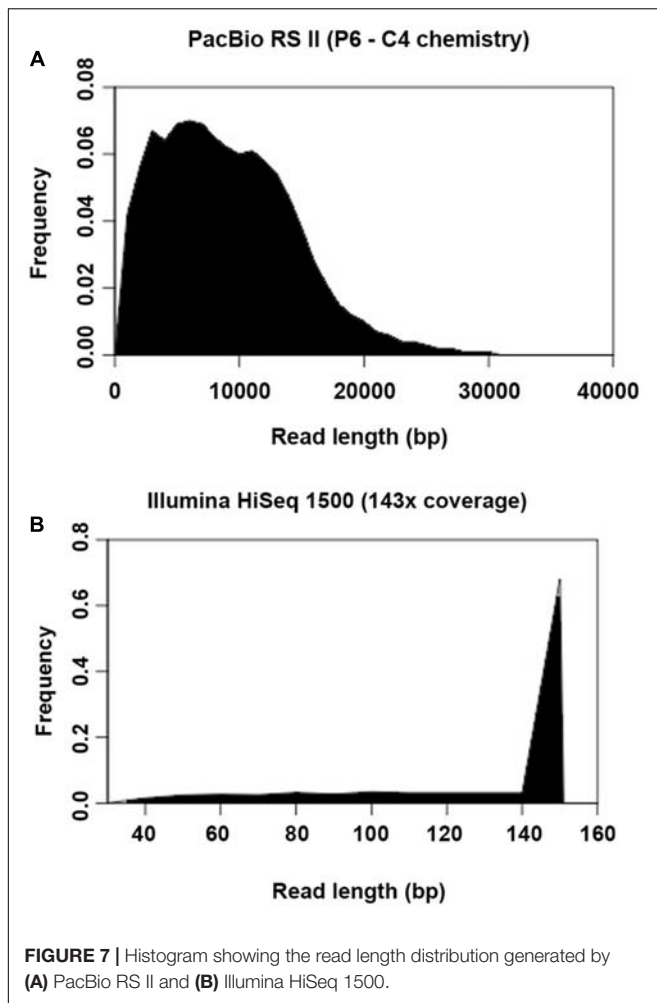 PacBio RS II (P6 - C4 chemistry)
A
0.08
0.06
0.04
0.02
0.00
Frequency
0
10000
20000
30000
40000
Read length (bp)
Illumina HiSeq 1500 (143x coverage)
B
0.8
0.6
0.4
0.2
0.0
Frequency
40
60
80
100
120
140
160
Read length (bp)
FIGURE 7 | Histogram showing the read length distribution generated by
(A) PacBio RS II and (B) Illumina HiSeq 1500.